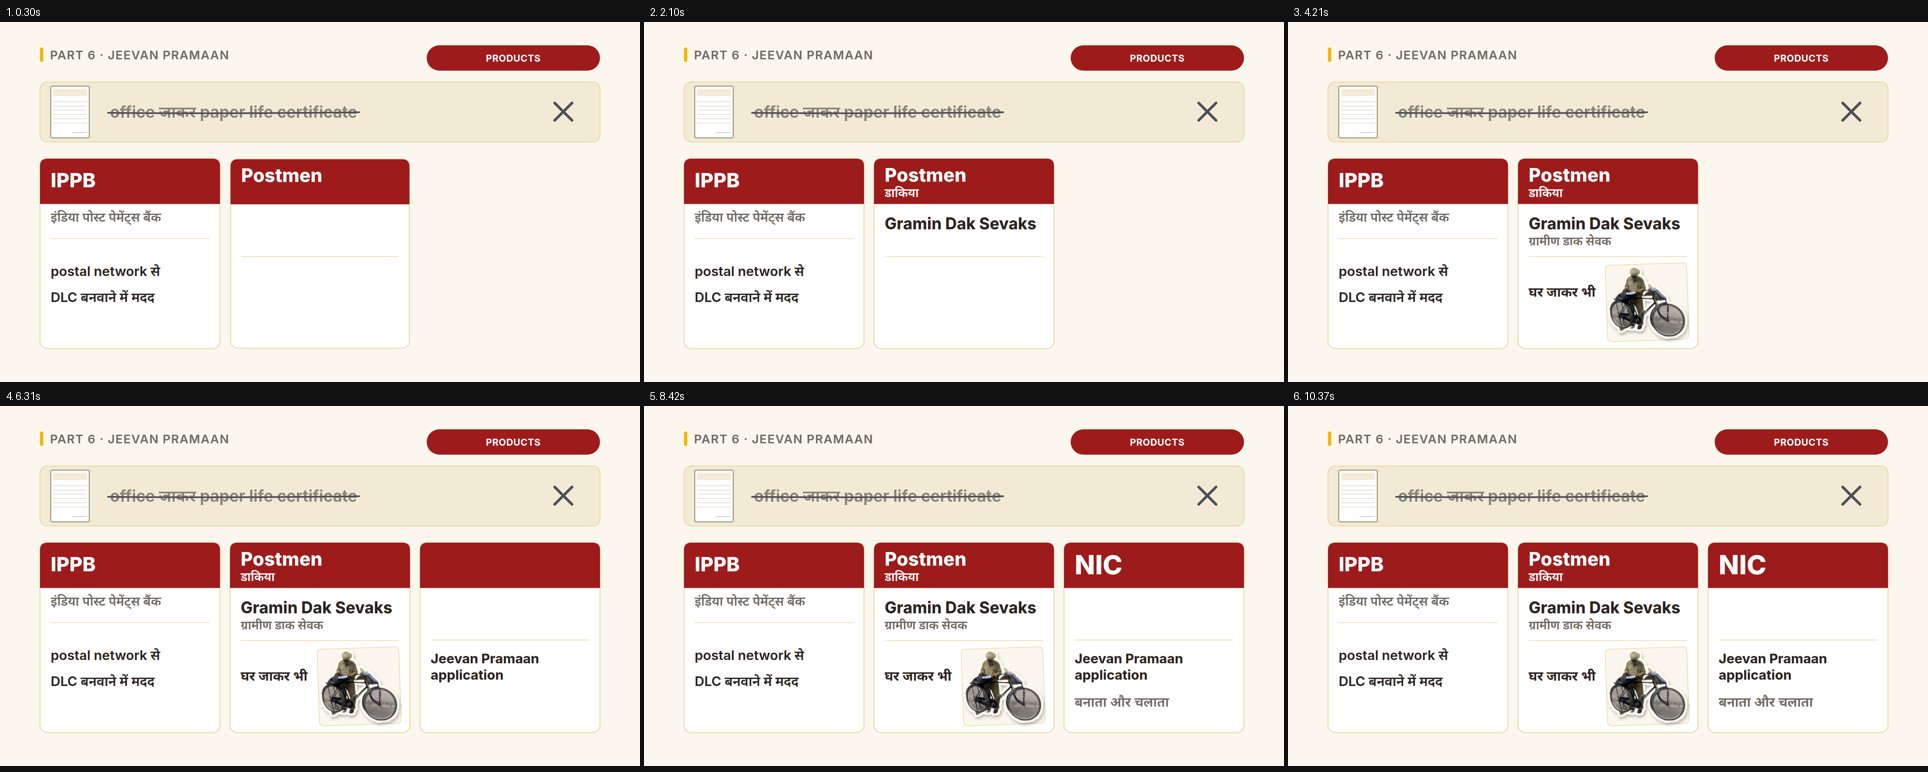 1. 0.30s
PART 6 · JEEVAN PRAMAAN
PRODUCTS
office जाकर paper life certificate
IPPB
इंडिया पोस्ट पेमेंट्स बैंक
postal network से
DLC बनवाने में मदद
Postmen
2. 2.10s
PART 6 · JEEVAN PRAMAAN
PRODUCTS
office जाकर paper life certificate
IPPB
इंडिया पोस्ट पेमेंट्स बैंक
postal network से
DLC बनवाने में मदद
Postmen
डाकिया
Gramin Dak Sevaks
3. 4.21s
PART 6 · JEEVAN PRAMAAN
PRODUCTS
office जाकर paper life certificate
IPPB
इंडिया पोस्ट पेमेंट्स बैंक
postal network से
DLC बनवाने में मदद
Postmen
डाकिया
Gramin Dak Sevaks
ग्रामीण डाक सेवक
घर जाकर भी
4. 6.31s
PART 6 · JEEVAN PRAMAAN
PRODUCTS
office जाकर paper life certificate
IPPB
इंडिया पोस्ट पेमेंट्स बैंक
postal network से
DLC बनवाने में मदद
Postmen
डाकिया
Gramin Dak Sevaks
ग्रामीण डाक सेवक
घर जाकर भी
Jeevan Pramaan
application
5. 8.42s
PART 6 · JEEVAN PRAMAAN
PRODUCTS
office जाकर paper life certificate
IPPB
इंडिया पोस्ट पेमेंट्स बैंक
postal network से
DLC बनवाने में मदद
Postmen
डाकिया
Gramin Dak Sevaks
ग्रामीण डाक सेवक
घर जाकर भी
NIC
Jeevan Pramaan
application
बनाता और चलाता
6. 10.37s
PART 6 · JEEVAN PRAMAAN
PRODUCTS
office जाकर paper life certificate
IPPB
इंडिया पोस्ट पेमेंट्स बैंक
postal network से
DLC बनवाने में मदद
Postmen
डाकिया
Gramin Dak Sevaks
ग्रामीण डाक सेवक
घर जाकर भी
NIC
Jeevan Pramaan
application
बनाता और चलाता